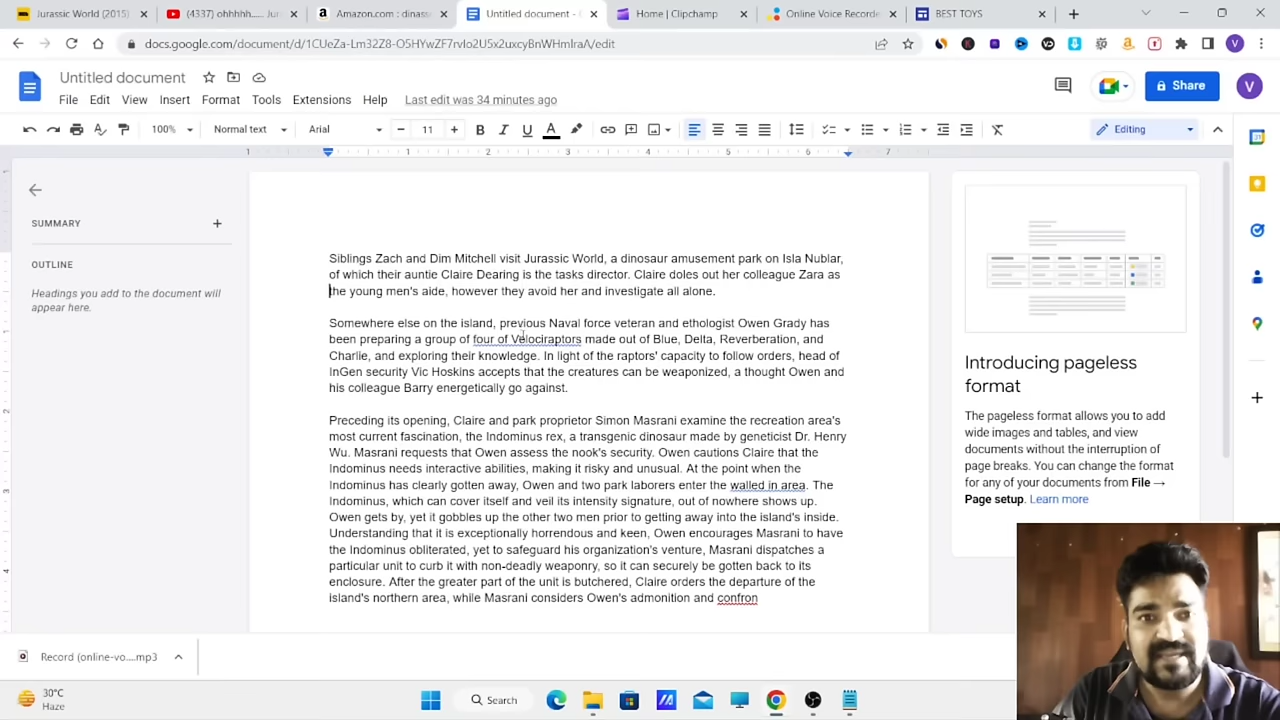 Jurassic World (2015)
(4337) ohhhhh..... Jur
Amazon.com : dinass
Untitled document - G
Home | Clipchamp
Online Voice Recorde
BEST TOYS
docs.google.com/document/d/
Untitled document
File Edit View Insert Format Tools Extensions Help Last edit was 34 minutes ago
Share
V
100% Normal text Arial 11 Editing
1 1 2 3 4 5 6 7
SUMMARY
OUTLINE
Headings you add to the document will
appear here.
Siblings Zach and Dim Mitchell visit Jurassic World, a dinosaur amusement park on Isla Nublar,
of which their auntie Claire Dearing is the tasks director. Claire doles out her colleague Zara as
the young men's aide, however they avoid her and investigate all alone.
Somewhere else on the island, previous Naval force veteran and ethologist Owen Grady has
been preparing a group of four of Velociraptors made out of Blue, Delta, Reverberation, and
Charlie, and exploring their knowledge. In light of the raptors' capacity to follow orders, head of
InGen security Vic Hoskins accepts that the creatures can be weaponized, a thought Owen and
his colleague Barry energetically go against.
Preceding its opening, Claire and park proprietor Simon Masrani examine the recreation area's
most current fascination, the Indominus rex, a transgenic dinosaur made by geneticist Dr. Henry
Wu. Masrani requests that Owen assess the nook's security. Owen cautions Claire that the
Indominus needs interactive abilities, making it risky and unusual. At the point when the
Indominus has clearly gotten away, Owen and two park laborers enter the walled in area. The
Indominus, which can cover itself and veil its intensity signature, out of nowhere shows up.
Owen gets by, yet it gobbles up the other two men prior to getting away into the island's inside.
Understanding that it is exceptionally horrendous and keen, Owen encourages Masrani to have
the Indominus obliterated, yet to safeguard his organization's venture, Masrani dispatches a
particular unit to curb it with non-deadly weaponry, so it can securely be gotten back to its
enclosure. After the greater part of the unit is butchered, Claire orders the departure of the
island's northern area, while Masrani considers Owen's admonition and confron
Introducing pageless
format
The pageless format allows you to add
wide images and tables, and view
documents without the interruption of
page breaks. You can change the format
for any of your documents from File →
Page setup. Learn more
Record (online-vo....mp3
30°C
Haze
Search